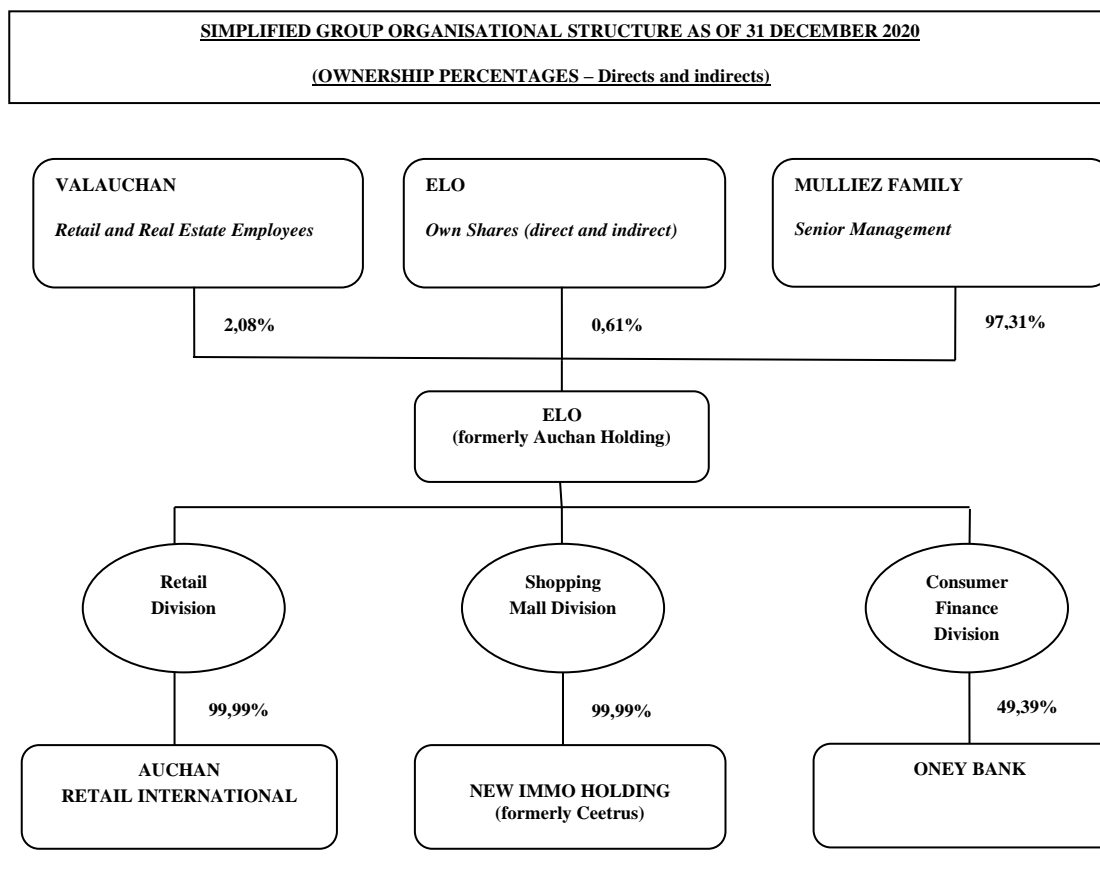 SIMPLIFIED GROUP ORGANISATIONAL STRUCTURE AS OF 31 DECEMBER 2020
(OWNERSHIP PERCENTAGES – Directs and indirects)
VALAUCHAN
Retail and Real Estate Employees
ELO
Own Shares (direct and indirect)
MULLIEZ FAMILY
Senior Management
2,08%
0,61%
97,31%
ELO
(formerly Auchan Holding)
Retail
Division
Shopping
Mall Division
Consumer
Finance
Division
99,99%
99,99%
49,39%
AUCHAN
RETAIL INTERNATIONAL
NEW IMMO HOLDING
(formerly Ceetrus)
ONEY BANK